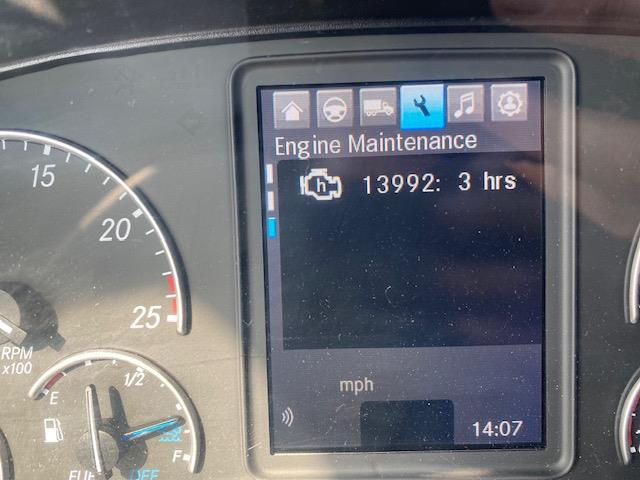 Engine Maintenance
h 13992: 3 hrs
mph
14:07
15
20
25
RPM
x100
1/2
E
F